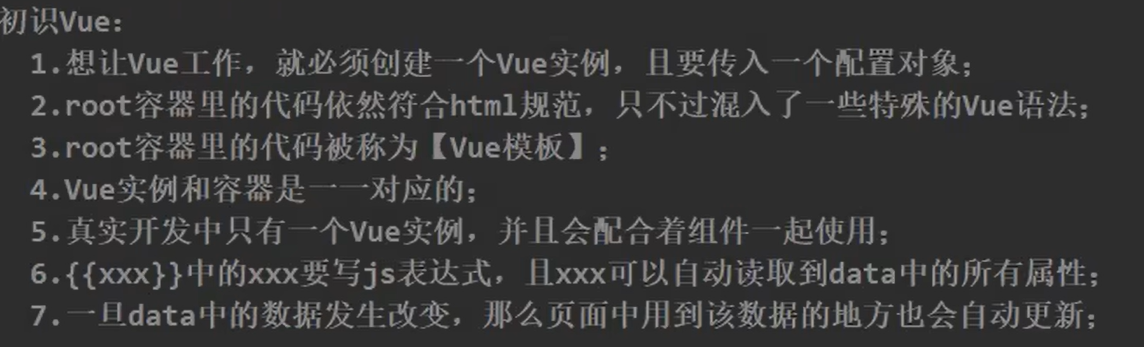 初识Vue：
1.想让Vue工作，就必须创建一个Vue实例，且要传入一个配置对象；
2.root容器里的代码依然符合html规范，只不过混入了一些特殊的Vue语法；
3.root容器里的代码被称为【Vue模板】；
4.Vue实例和容器是一一对应的；
5.真实开发中只有一个Vue实例，并且会配合着组件一起使用；
6.{{xxx}}中的xxx要写js表达式，且xxx可以自动读取到data中的所有属性；
7.一旦data中的数据发生改变，那么页面中用到该数据的地方也会自动更新；